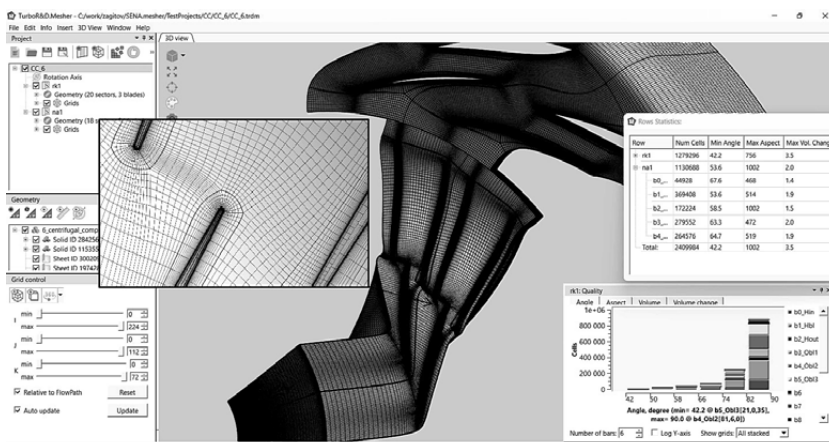 TurboR&D.Mesher - C:/work/zagitov/SENA.mesher/TestProjects/CC/CC_6/CC_6.trdm
File Edit Info Insert 3D View Window Help
Project
3D view
CC_6
Rotation Axis
rk1
Geometry (20 sectors, 3 blades)
Grids
na1
Geometry (18 s
Grids
Geometry
6_centrifugal_comp
Solid ID 284256
Solid ID 115355
Sheet ID 300209
Sheet ID 197474
Grid control
I
min 0
max 224
J
min 0
max 112
K
min 0
max 72
Relative to FlowPath Reset
Auto update Update
Rows Statistics
Row Num Cells Min Angle Max Aspect Max Vol. Chang
rk1 1279296 42.2 756 3.5
na1 1130688 53.6 1002 2.0
b0_... 44928 67.6 468 1.4
b1_... 369408 53.6 514 1.9
b2_... 172224 58.5 1002 1.5
b3_... 279552 63.3 472 2.0
b4_... 264576 64.7 519 1.9
Total: 2409984 42.2 1002 3.5
rk1: Quality
Angle Aspect Volume Volume change
1e+06
800 000
600 000
400 000
200 000
0
Cells
42 50 58 66 74 82 90
Angle, degree (min= 42.2 @ b5_Obl3[21,0,35],
max= 90.0 @ b4_Obl2[81,6,0])
b0_Hin
b1_Hbl
b2_Hout
b3_Obl1
b4_Obl2
b5_Obl3
b6
b7
b8
Number of bars: 6 Log Y-axis Show grids: All stacked